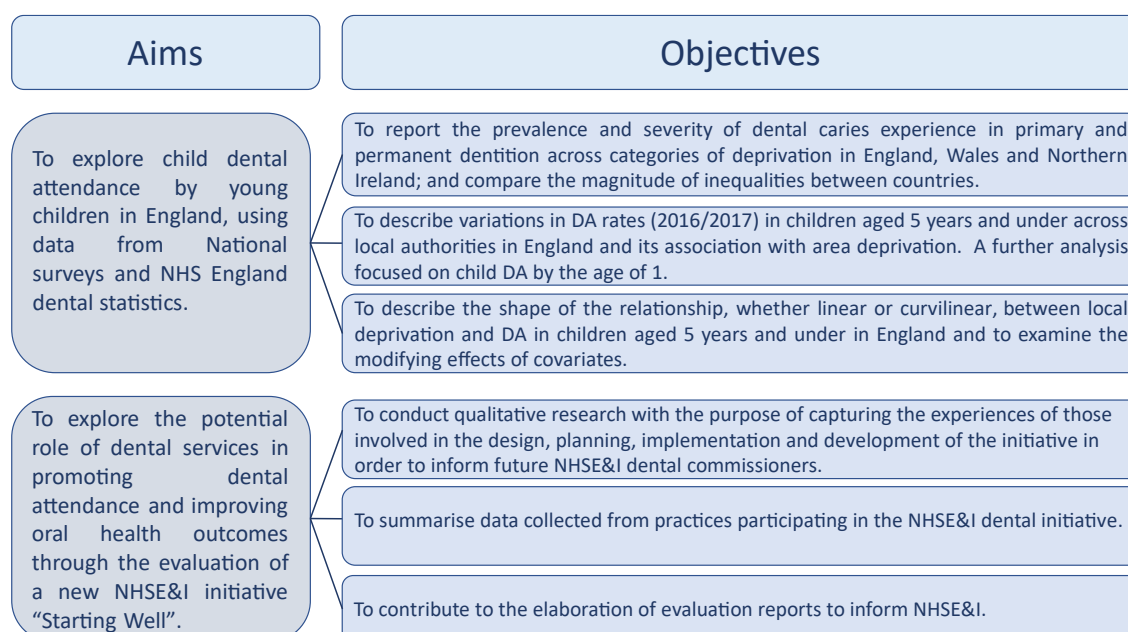 Aims
Objectives
To explore child dental
attendance by young
children in England, using
data from National
surveys and NHS England
dental statistics.
To report the prevalence and severity of dental caries experience in primary and
permanent dentition across categories of deprivation in England, Wales and Northern
Ireland; and compare the magnitude of inequalities between countries.
To describe variations in DA rates (2016/2017) in children aged 5 years and under across
local authorities in England and its association with area deprivation. A further analysis
focused on child DA by the age of 1.
To describe the shape of the relationship, whether linear or curvilinear, between local
deprivation and DA in children aged 5 years and under in England and to examine the
modifying effects of covariates.
To explore the potential
role of dental services in
promoting dental
attendance and improving
oral health outcomes
through the evaluation of
a new NHSE&I initiative
“Starting Well”.
To conduct qualitative research with the purpose of capturing the experiences of those
involved in the design, planning, implementation and development of the initiative in
order to inform future NHSE&I dental commissioners.
To summarise data collected from practices participating in the NHSE&I dental initiative.
To contribute to the elaboration of evaluation reports to inform NHSE&I.